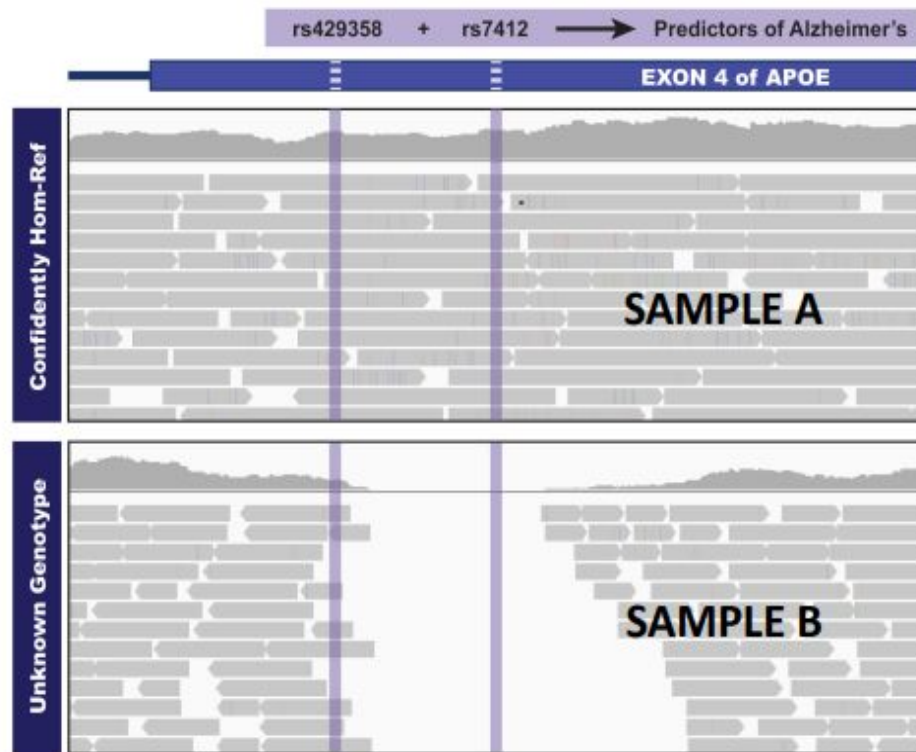 rs429358 + rs7412 ⟶ Predictors of Alzheimer's
EXON 4 of APOE
Confidently Hom-Ref
SAMPLE A
Unknown Genotype
SAMPLE B